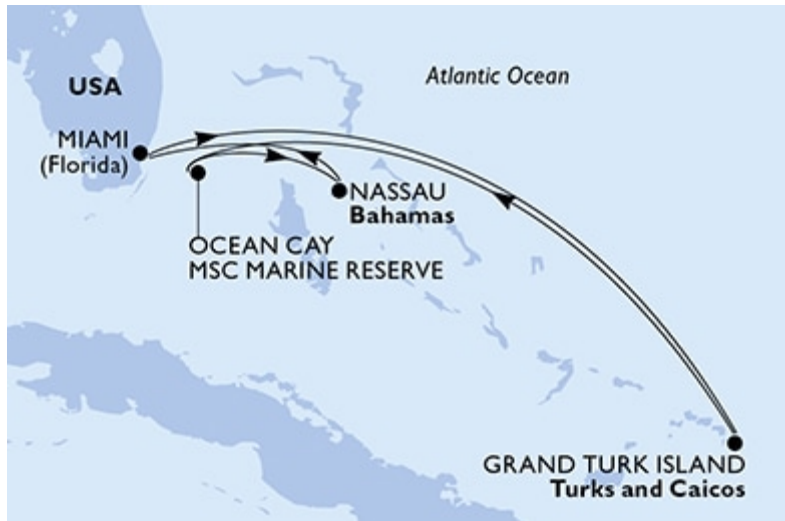 Atlantic Ocean
USA
MIAMI
(Florida)
NASSAU
Bahamas
OCEAN CAY
MSC MARINE RESERVE
GRAND TURK ISLAND
Turks and Caicos